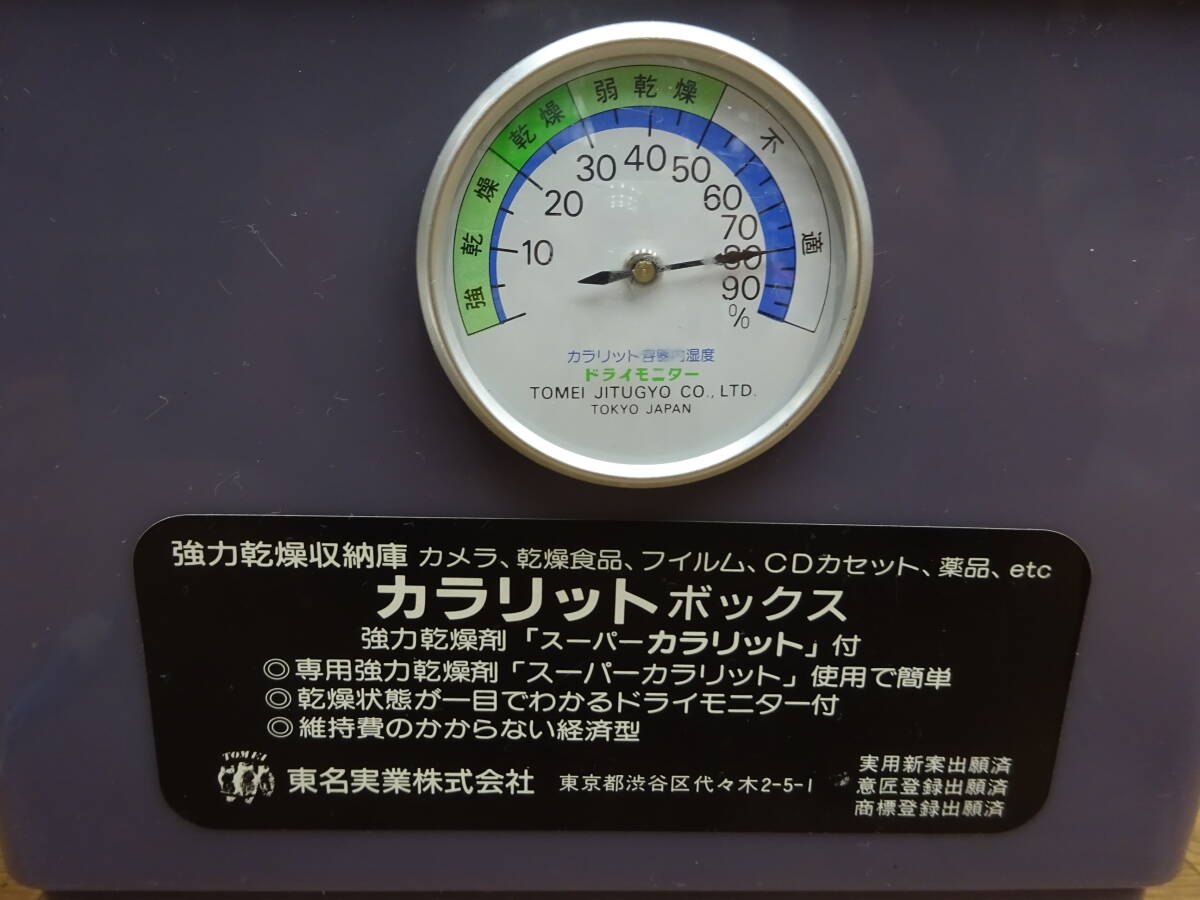 強乾燥
乾燥
弱乾燥
不適
10
20
30
40
50
60
70
80
90
%
カラリット容器内湿度
ドライモニター
TOMEI JITUGYO CO., LTD.
TOKYO JAPAN
強力乾燥収納庫 カメラ、乾燥食品、フイルム、CDカセット、薬品、etc
カラリットボックス
強力乾燥剤「スーパーカラリット」付
◎専用強力乾燥剤「スーパーカラリット」使用で簡単
◎乾燥状態が一目でわかるドライモニター付
◎維持費のかからない経済型
TOMEI
東名実業株式会社 東京都渋谷区代々木2-5-1
実用新案出願済
意匠登録出願済
商標登録出願済